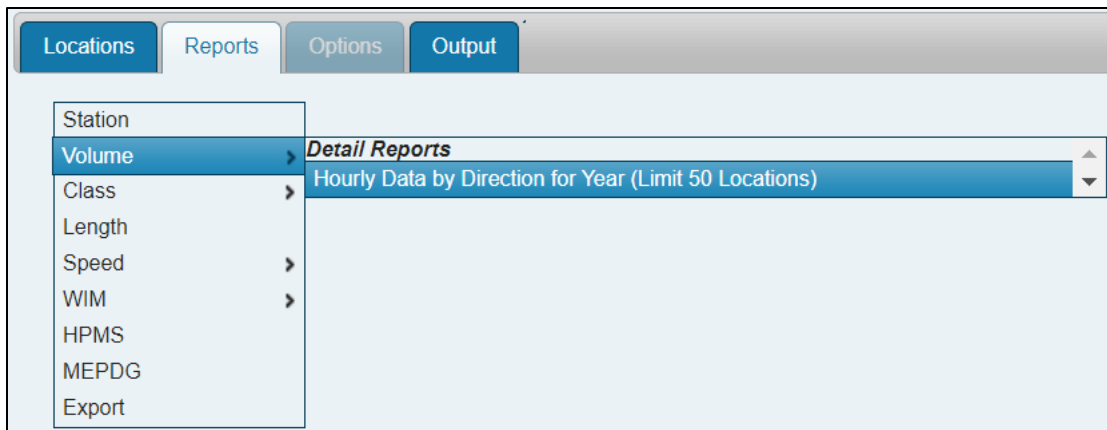 Locations Reports Options Output
Station
Volume
Detail Reports
Hourly Data by Direction for Year (Limit 50 Locations)
Class
Length
Speed
WIM
HPMS
MEPDG
Export